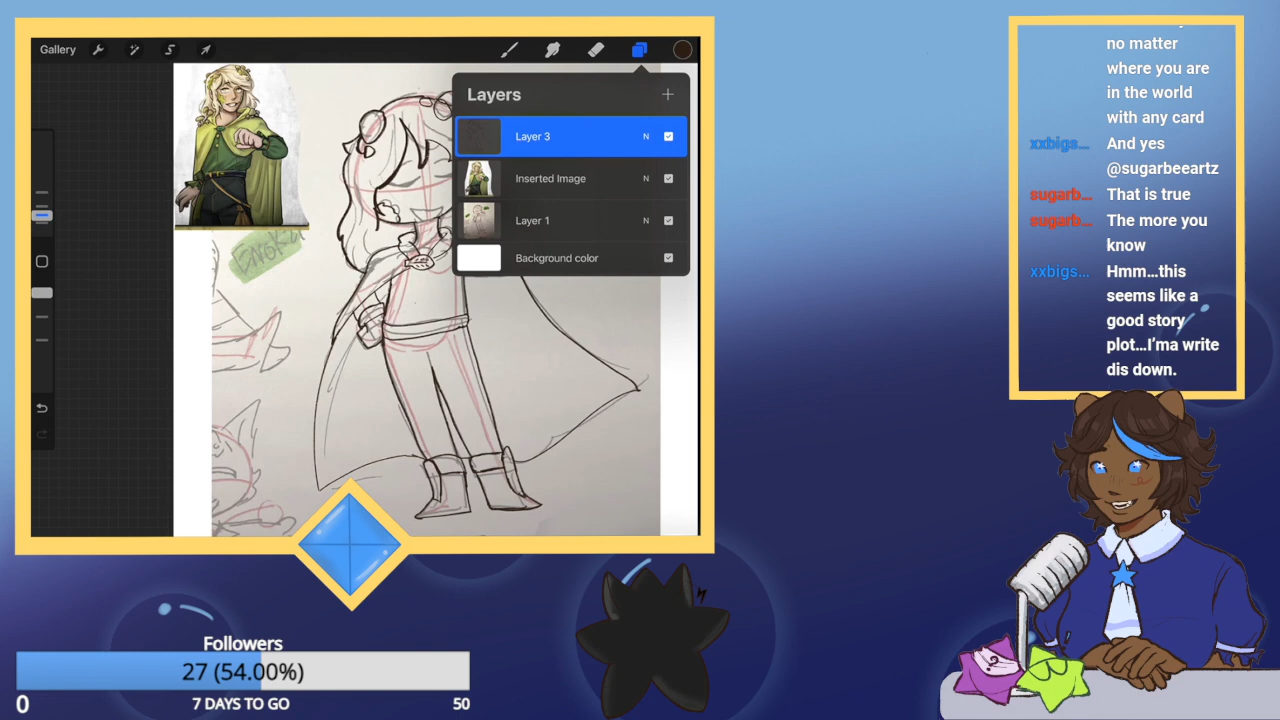 Gallery
Layers
Layer 3
N
Inserted Image
N
Layer 1
N
Background color
no matter
where you are
in the world
with any card
xxbigs... And yes
@sugarbeeartz
sugarb... That is true
sugarb... The more you
know
xxbigs... Hmm...this
seems like a
good story
plot...I'ma write
dis down.
Followers
27 (54.00%)
0
7 DAYS TO GO
50